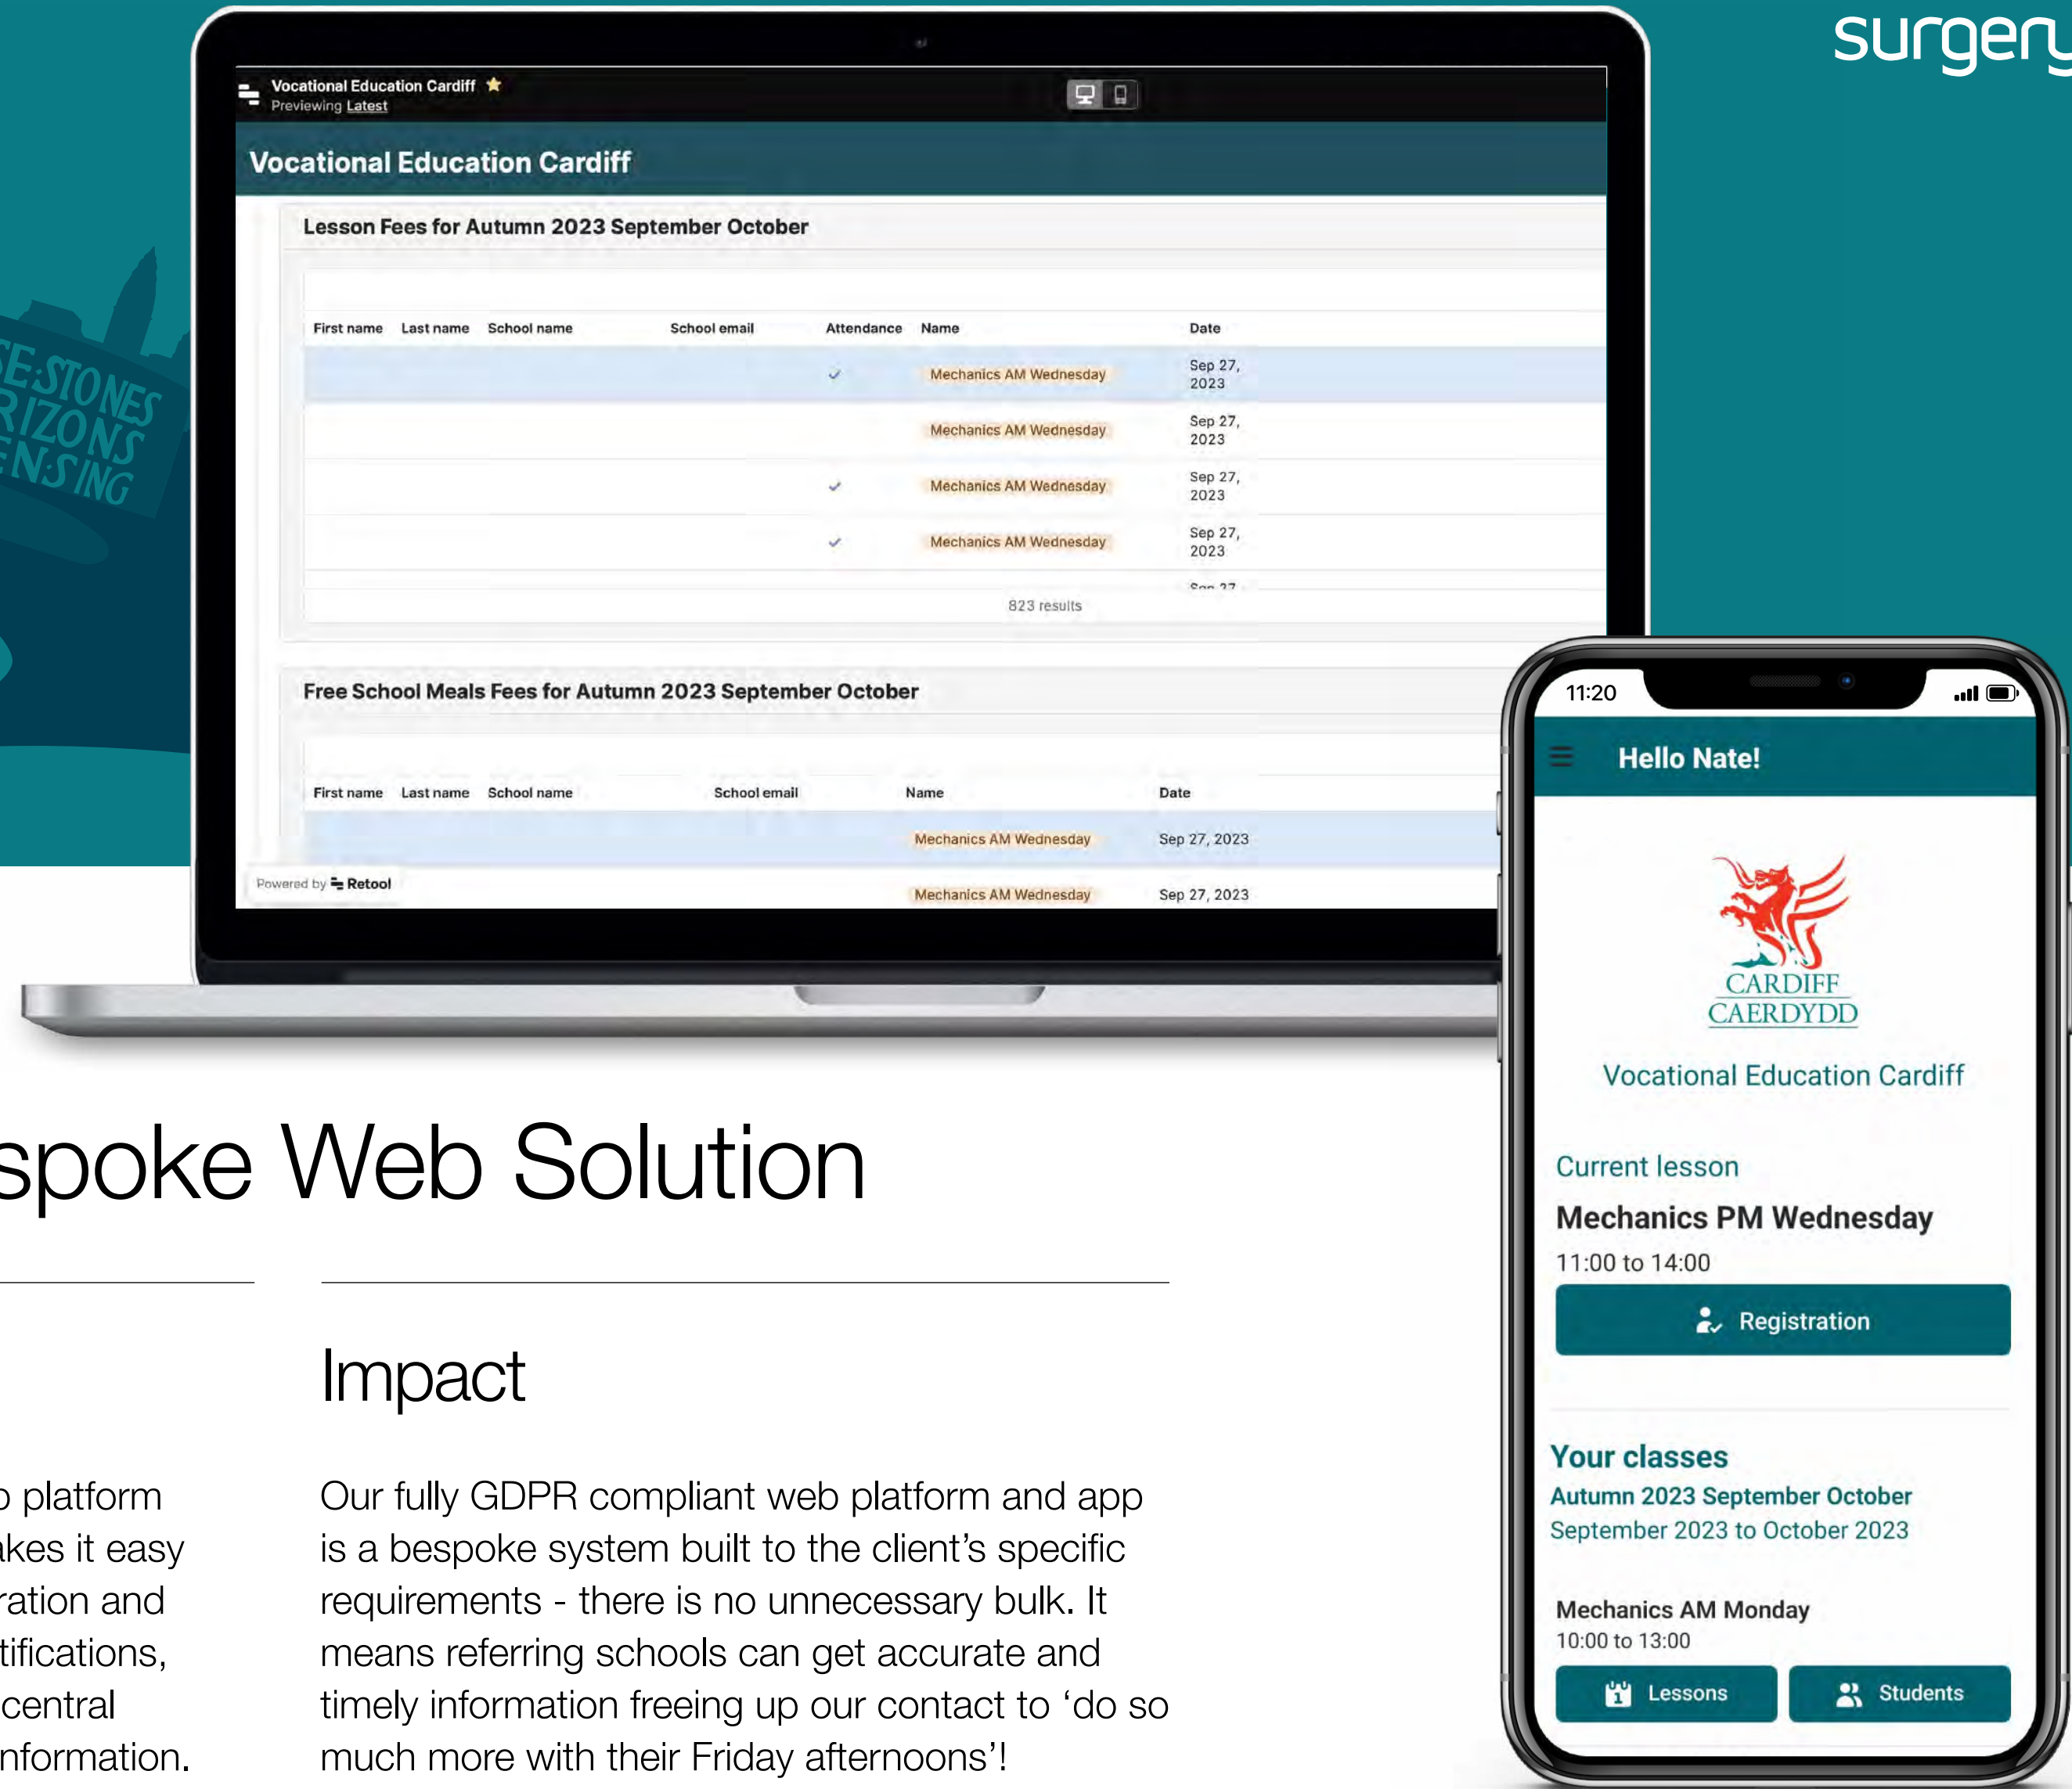 surgery
Vocational Education Cardiff
Previewing Latest
Vocational Education Cardiff
Lesson Fees for Autumn 2023 September October
First name Last name School name School email Attendance Name Date
Mechanics AM Wednesday Sep 27, 2023
Mechanics AM Wednesday Sep 27, 2023
Mechanics AM Wednesday Sep 27, 2023
Mechanics AM Wednesday Sep 27, 2023
Sep 27
823 results
Free School Meals Fees for Autumn 2023 September October
First name Last name School name School email Name Date
Mechanics AM Wednesday Sep 27, 2023
Mechanics AM Wednesday Sep 27, 2023
Powered by Retool
STONES
11:20
Hello Nate!
CARDIFF
CAERDYDD
Vocational Education Cardiff
Current lesson
Mechanics PM Wednesday
11:00 to 14:00
Registration
Your classes
Autumn 2023 September October
September 2023 to October 2023
Mechanics AM Monday
10:00 to 13:00
Lessons
Students
spoke Web Solution
platform
akes it easy
ration and
tifications,
central
nformation.
Impact
Our fully GDPR compliant web platform and app
is a bespoke system built to the client’s specific
requirements - there is no unnecessary bulk. It
means referring schools can get accurate and
timely information freeing up our contact to ‘do so
much more with their Friday afternoons’!